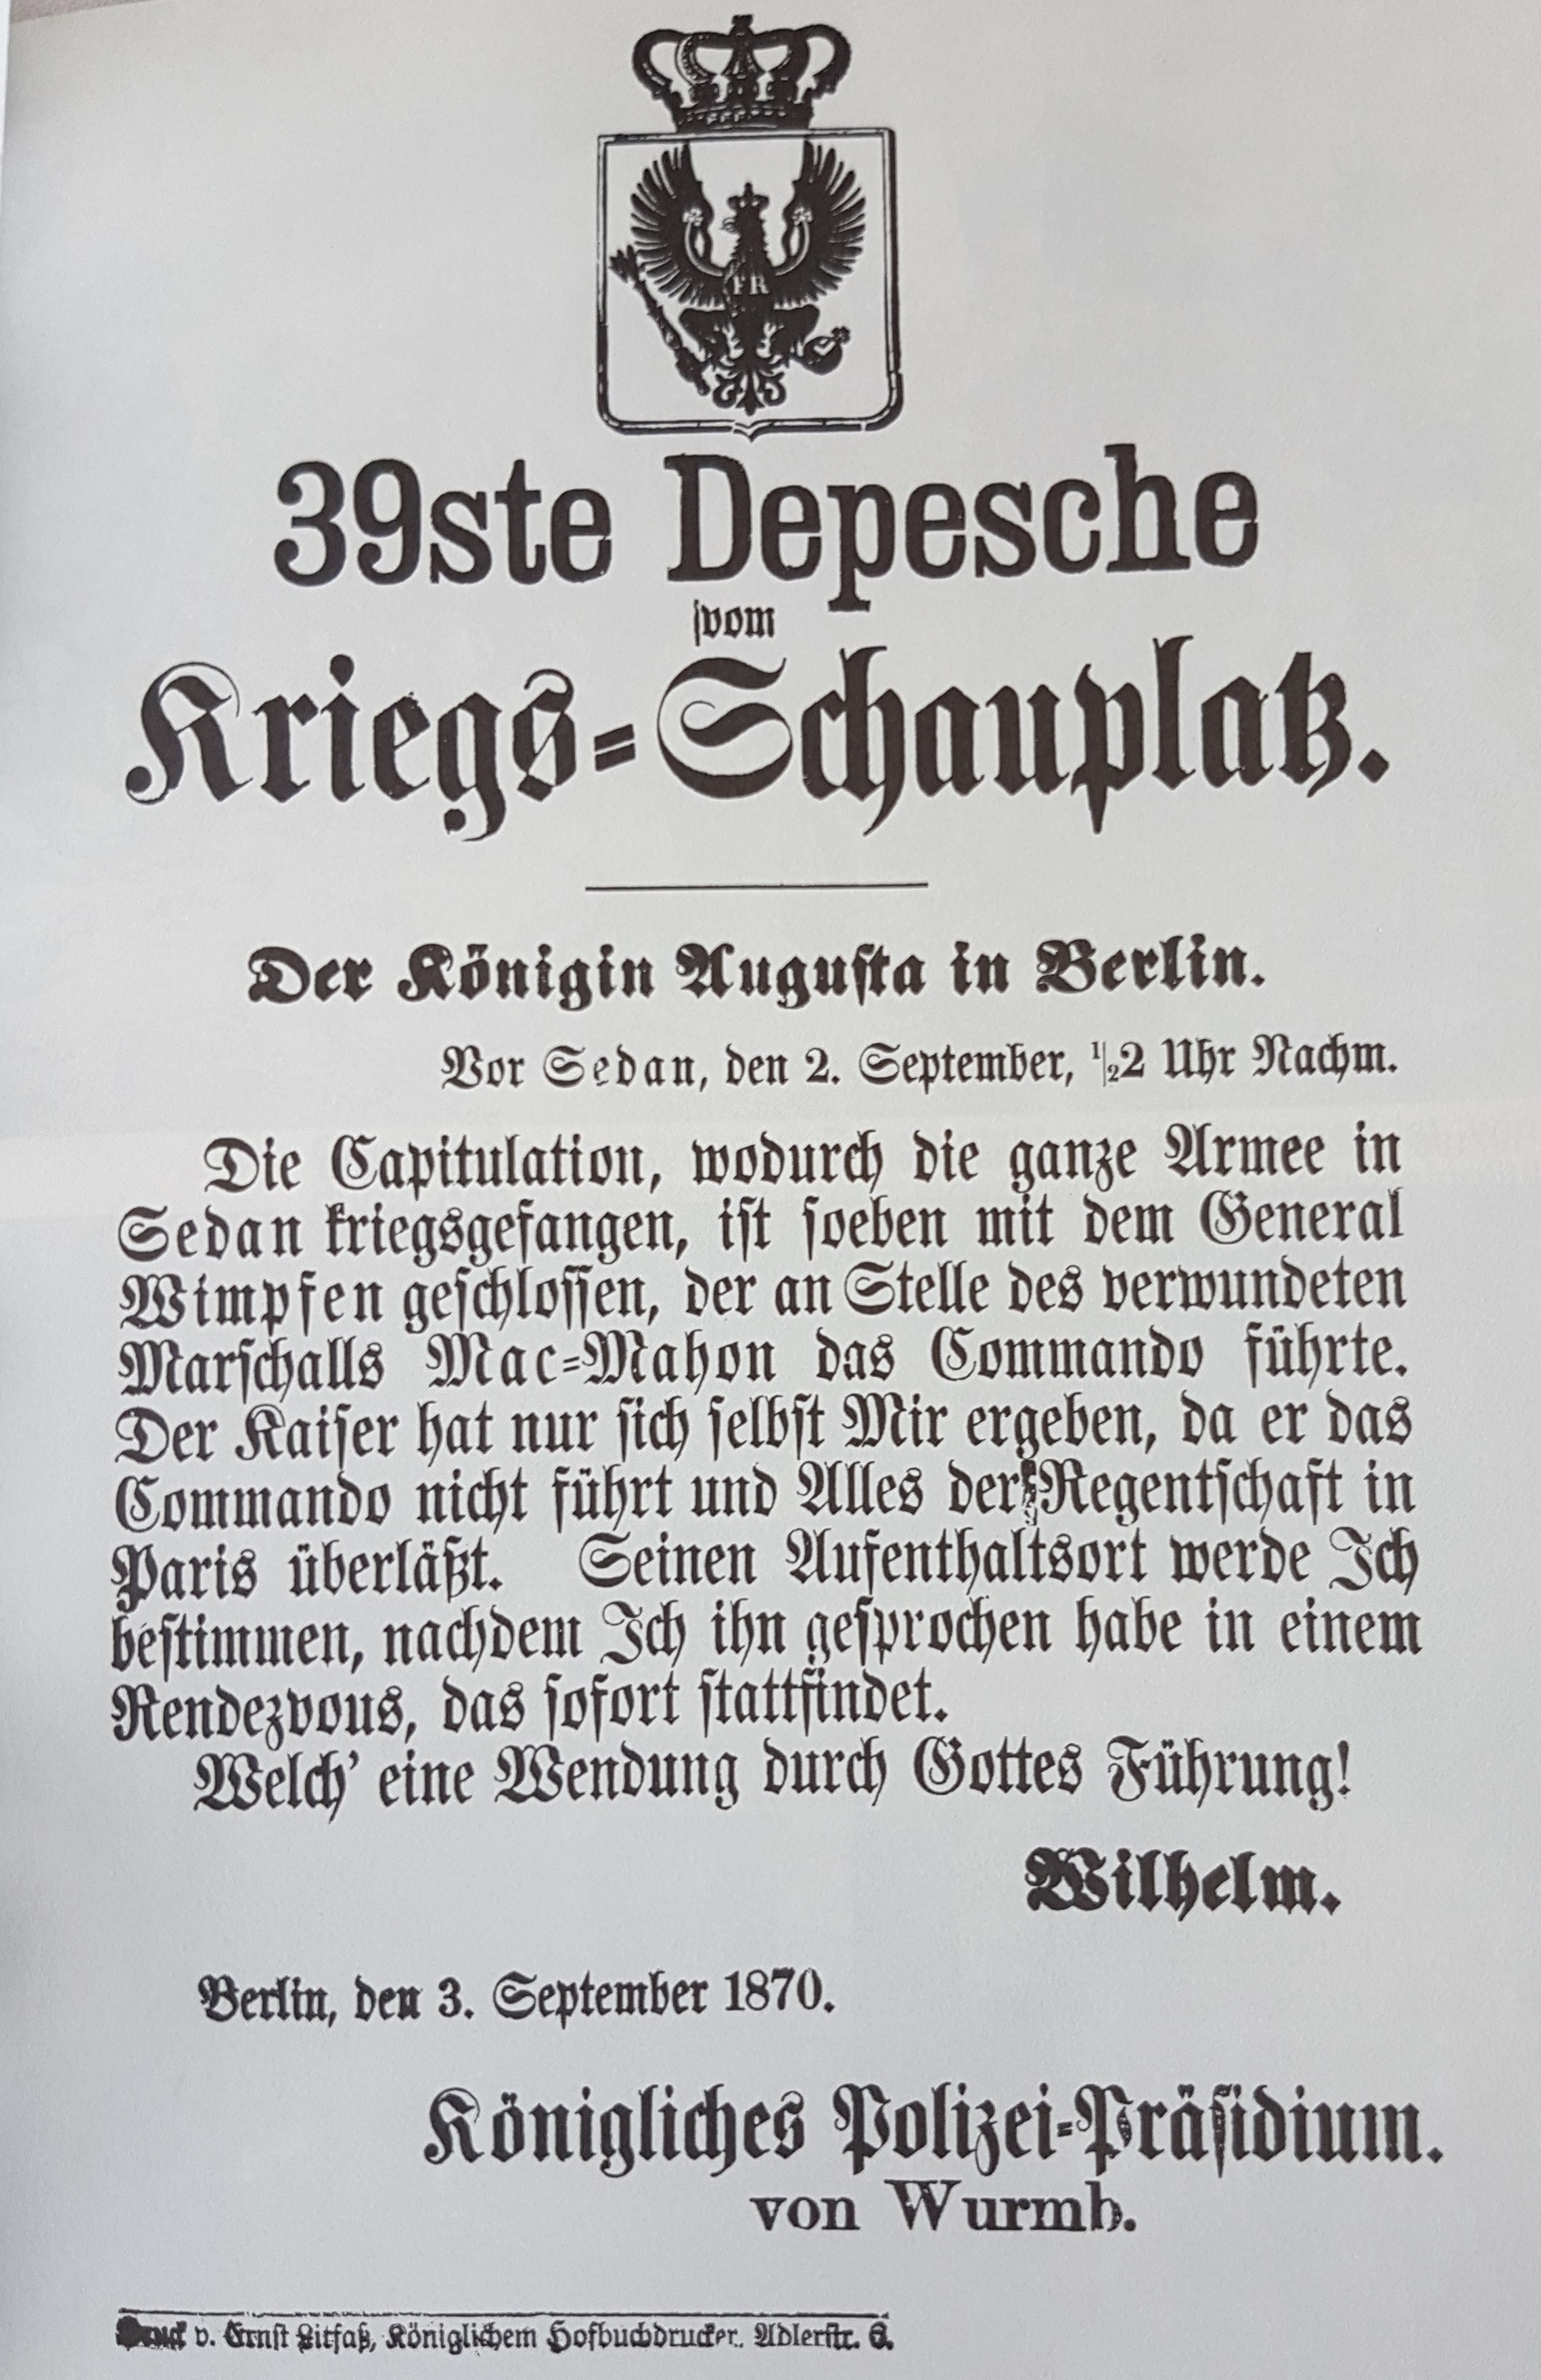 FR
39ste Depesche
vom
Kriegs=Schauplatz.
Der Königin Augusta in Berlin.
Vor Sedan, den 2. September, ½2 Uhr Nachm.
Die Capitulation, wodurch die ganze Armee in
Sedan kriegsgefangen, ist soeben mit dem General
Wimpfen geschlossen, der an Stelle des verwundeten
Marschalls Mac=Mahon das Commando führte.
Der Kaiser hat nur sich selbst Mir ergeben, da er das
Commando nicht führt und Alles der Regentschaft in
Paris überläßt. Seinen Aufenthaltsort werde Ich
bestimmen, nachdem Ich ihn gesprochen habe in einem
Rendezvous, das sofort stattfindet.
Welch' eine Wendung durch Gottes Führung!
Wilhelm.
Berlin, den 3. September 1870.
Königliches Polizei=Präsidium.
von Wurmb.
Druck v. Ernst Litfaß, Königlichem Hofbuchdrucker. Adlerstr. 6.